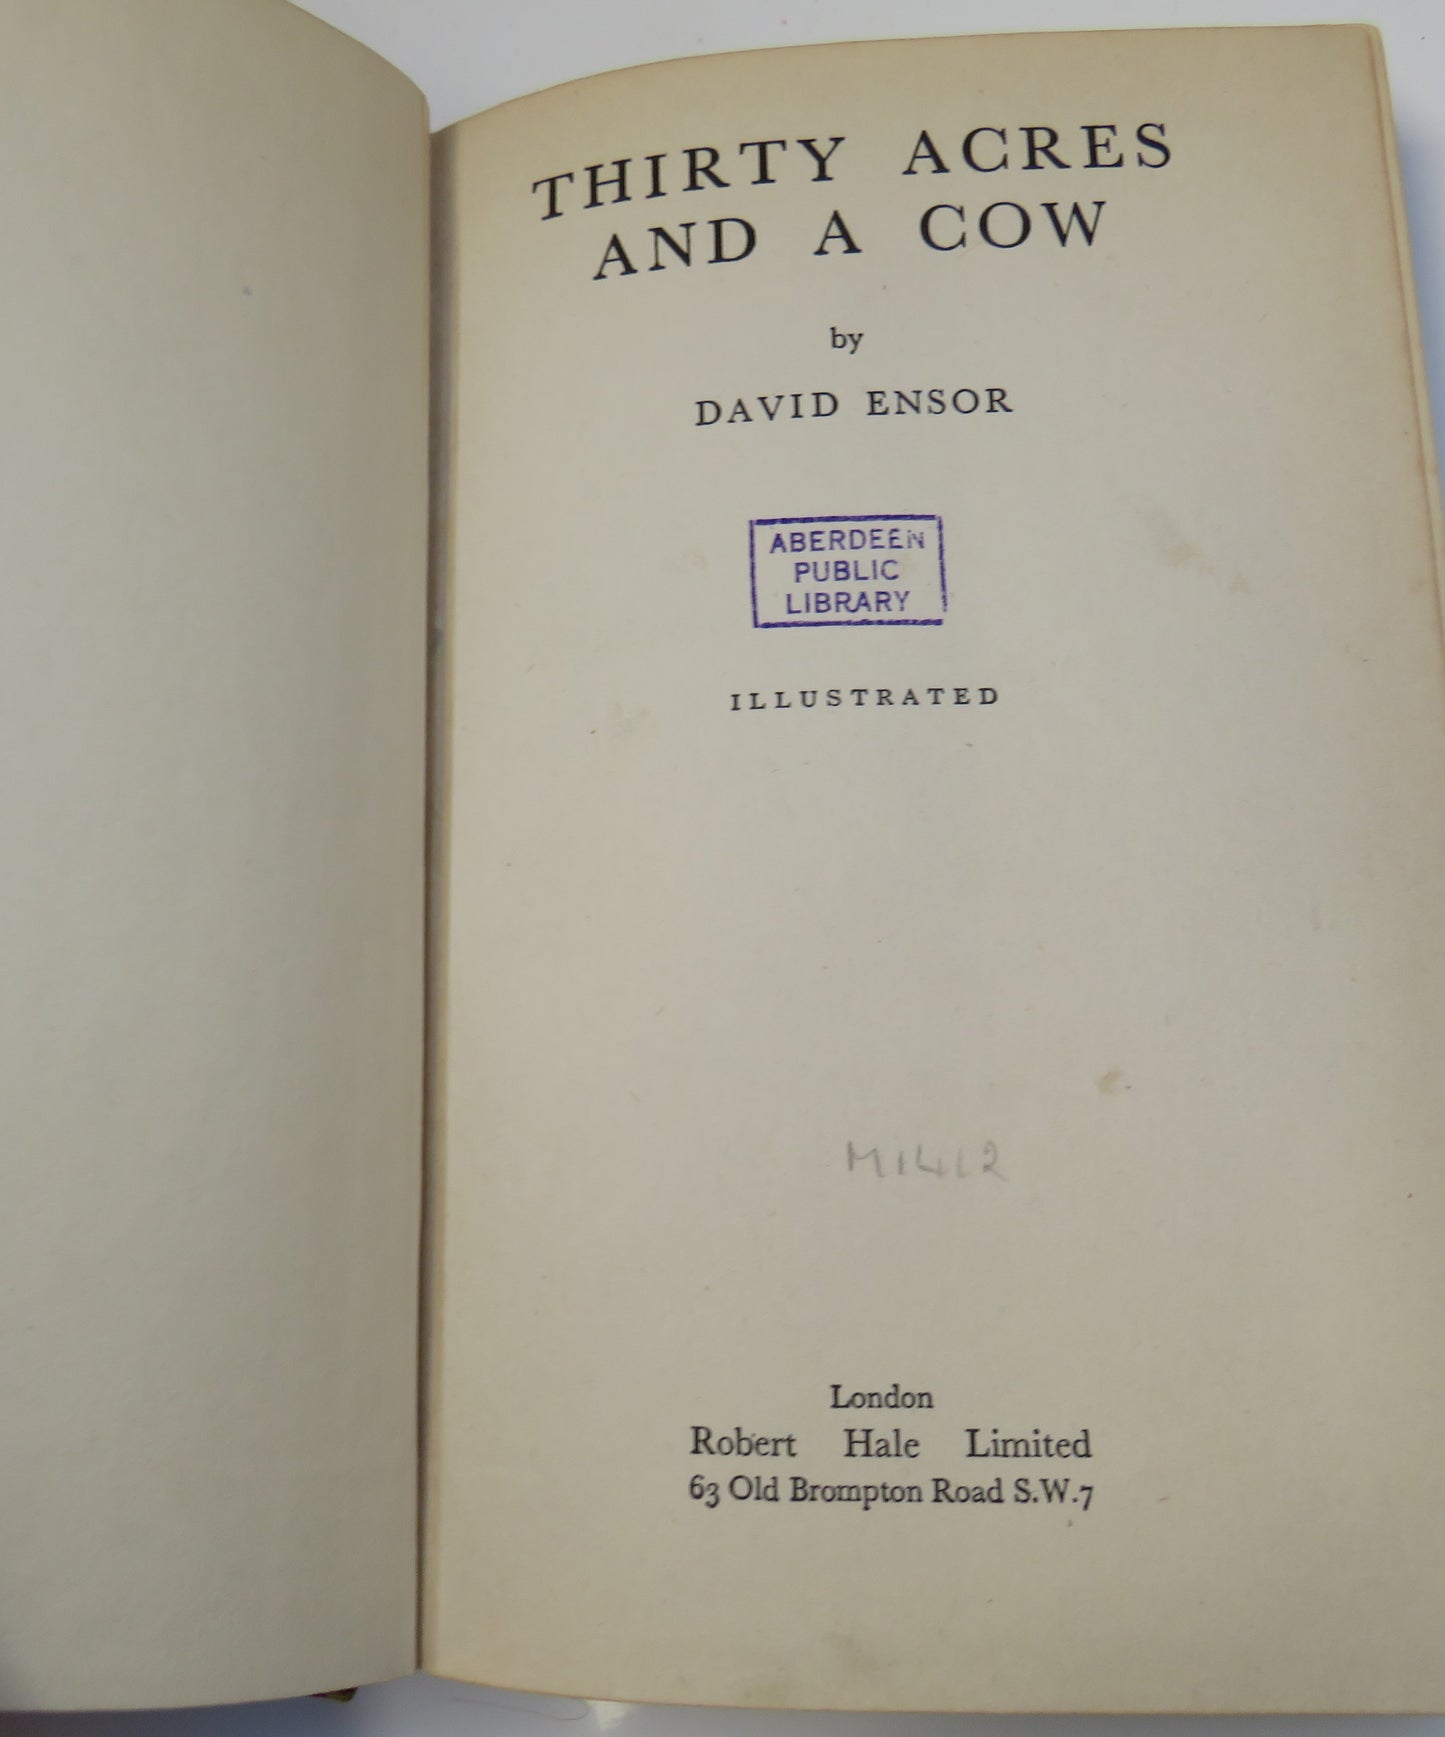 THIRTY ACRES
AND A COW
by
DAVID ENSOR
ABERDEEN
PUBLIC
LIBRARY
ILLUSTRATED
M1412
London
Robert Hale Limited
63 Old Brompton Road S.W.7